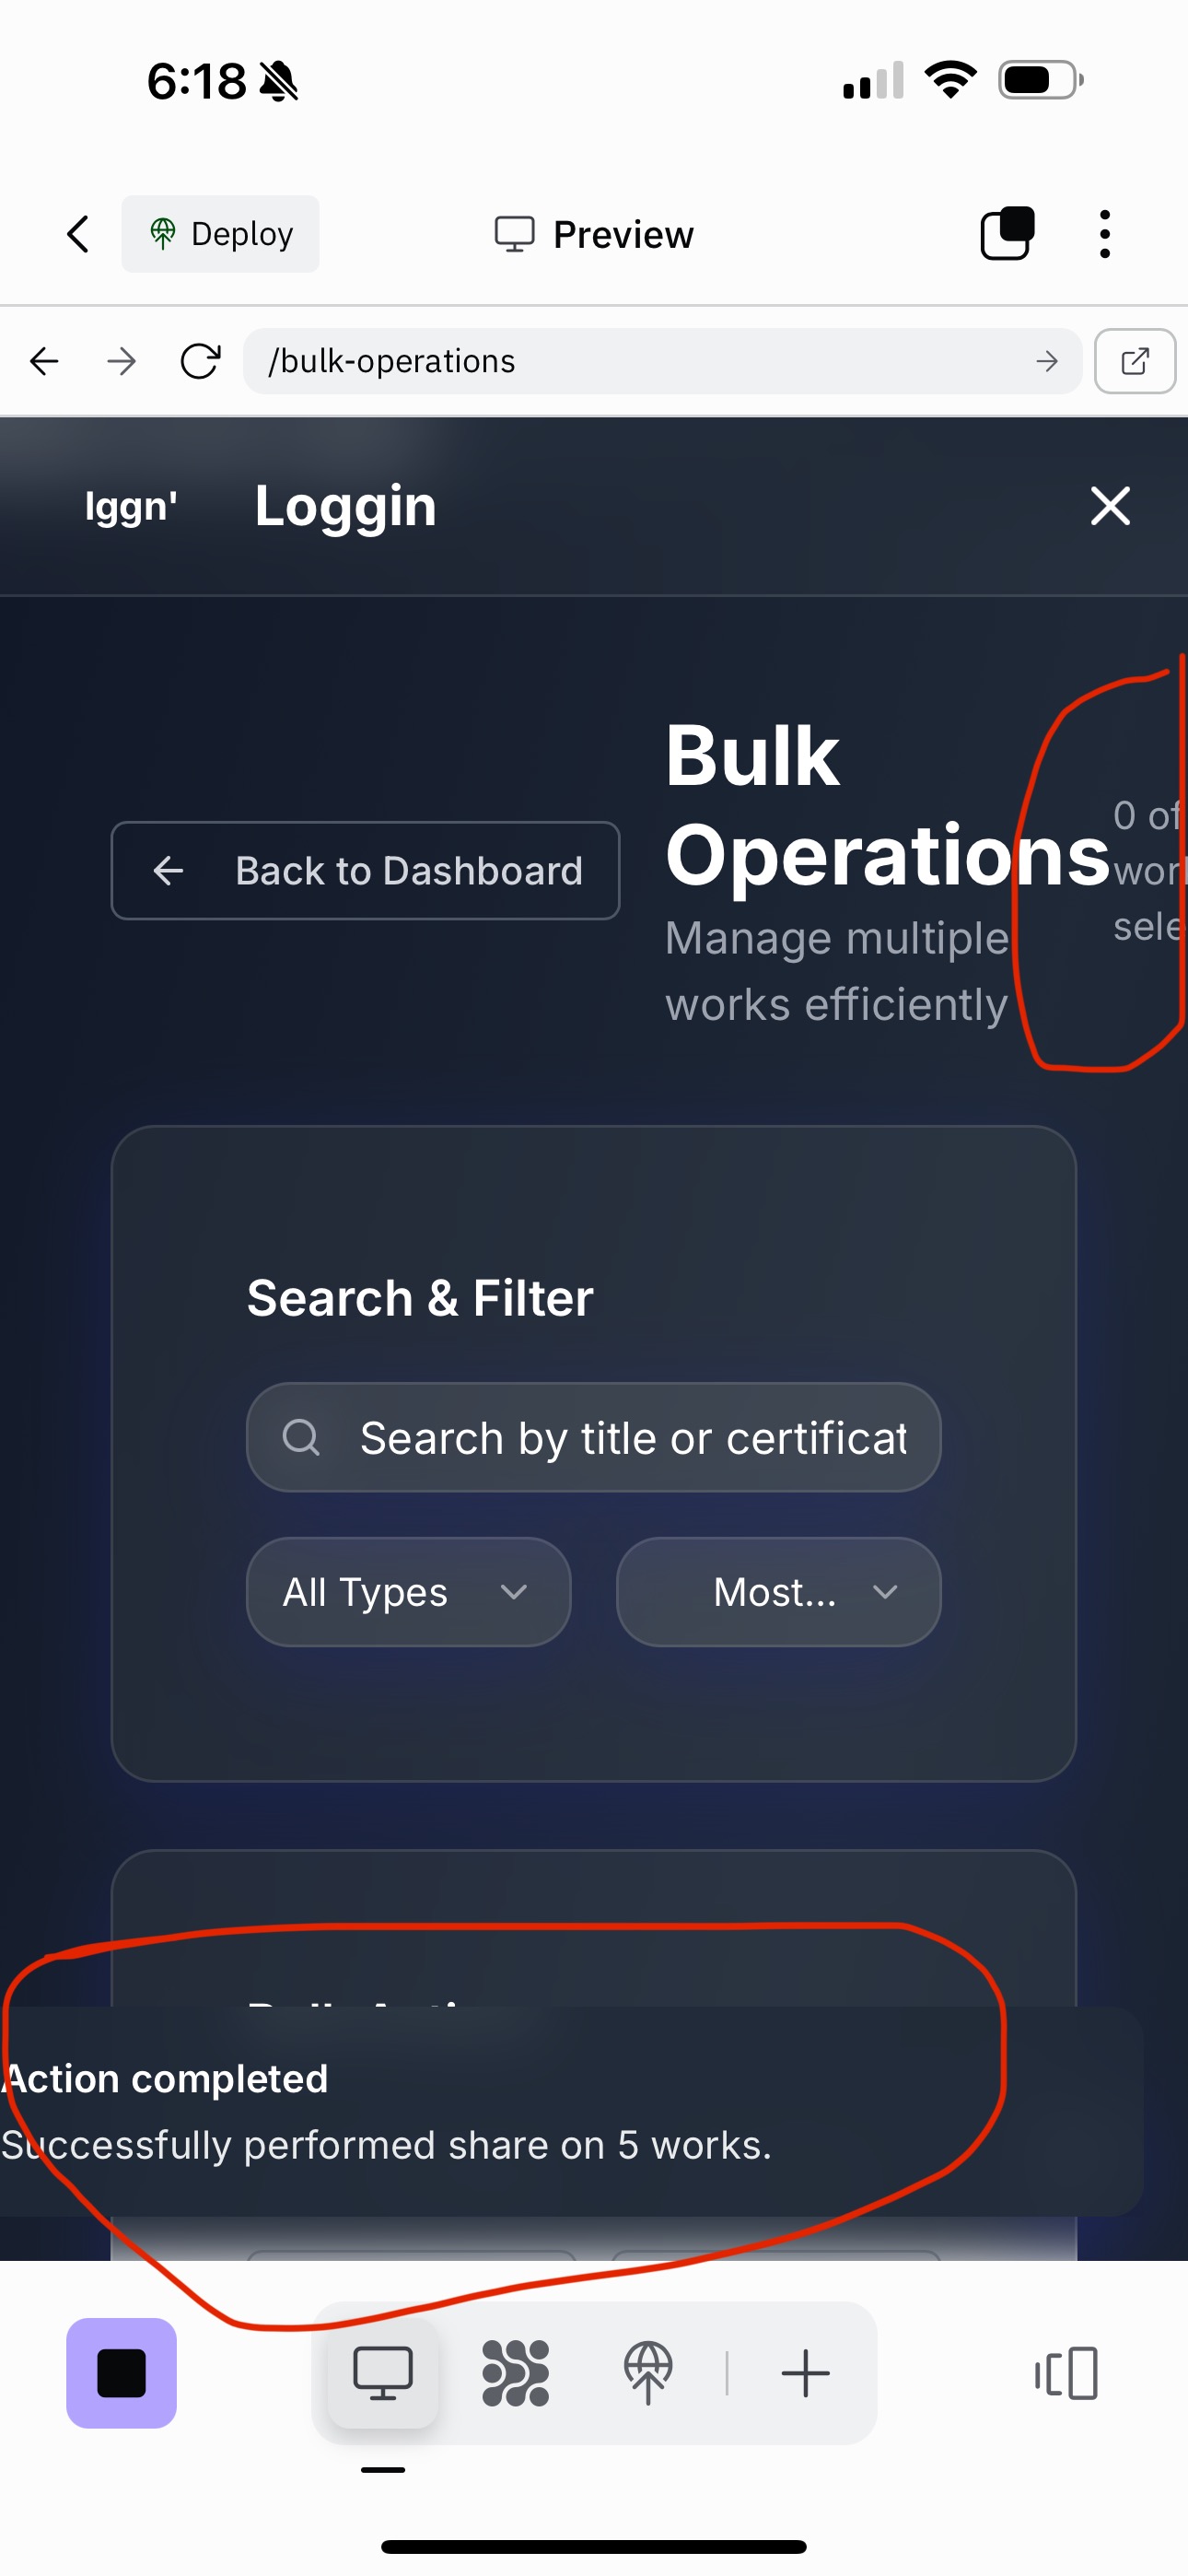 6:18
Deploy
Preview
/bulk-operations
lggn'
Loggin
Back to Dashboard
Bulk
Operations
Manage multiple
works efficiently
0 of
sele
Search & Filter
Search by title or certificat
All Types
Most...
Action completed
Successfully performed share on 5 works.